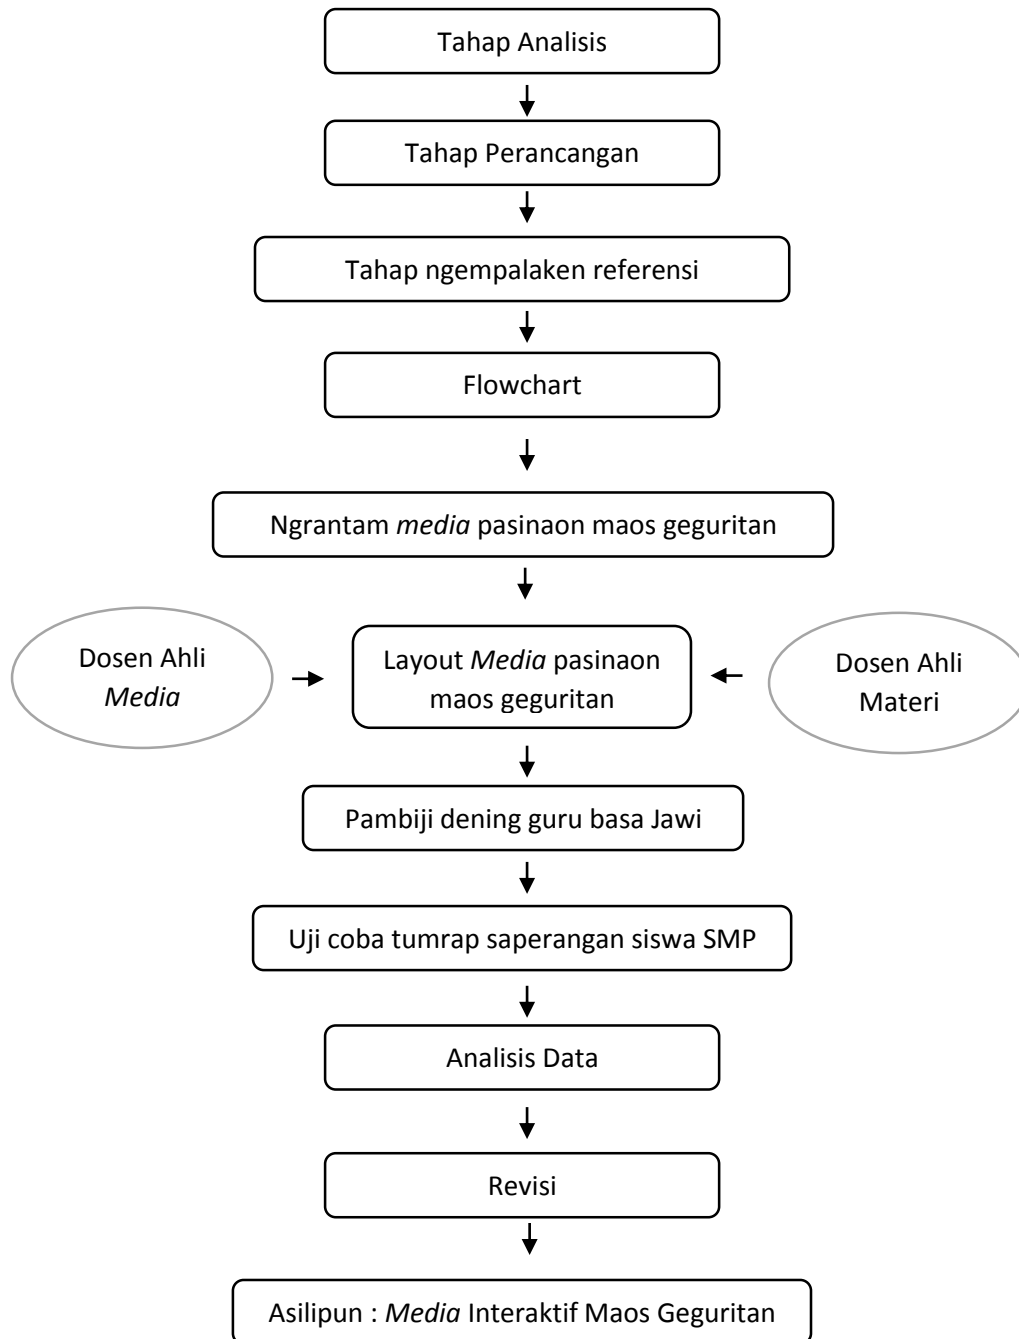 Tahap Analisis
Tahap Perancangan
Tahap ngempalaken referensi
Flowchart
Ngrantam media pasinaon maos geguritan
Dosen Ahli
Media
Layout Media pasinaon
maos geguritan
Dosen Ahli
Materi
Pambiji dening guru basa Jawi
Uji coba tumrap saperangan siswa SMP
Analisis Data
Revisi
Asilipun : Media Interaktif Maos Geguritan